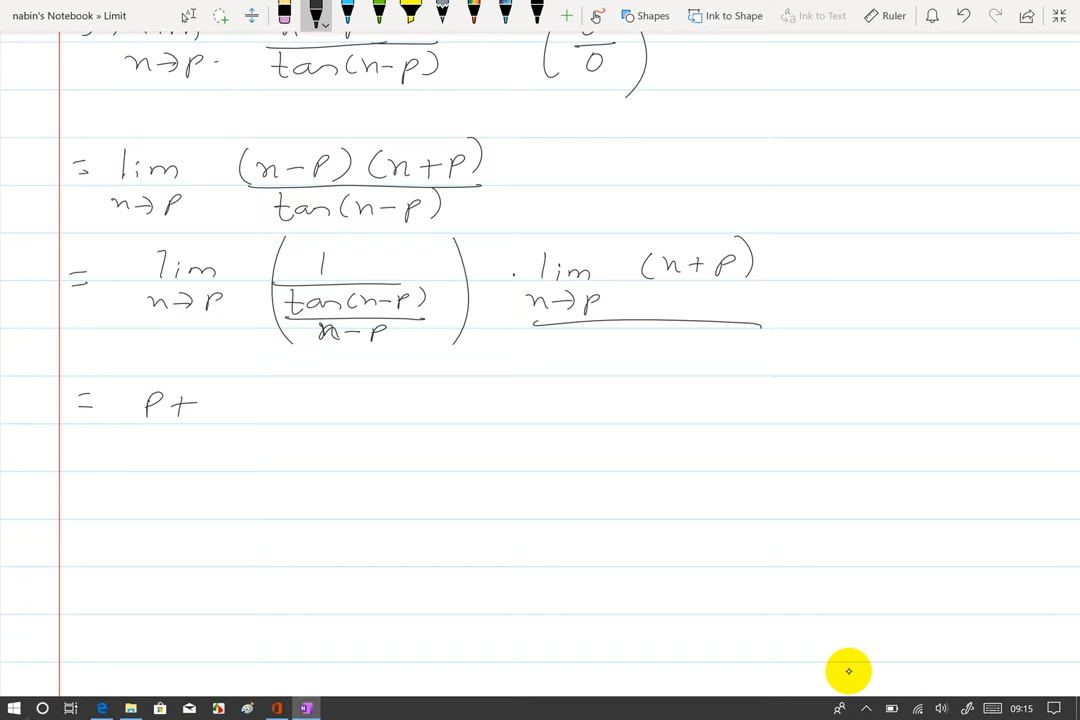 nabin's Notebook » Limit
Shapes Ink to Shape Ink to Text Ruler
n→p tan(n-p) 0
= lim (n-p)(n+p)
n→p tan(n-p)
= lim ( 1 ) . lim (n+p)
n→p tan(n-p) n→p
n-p
= p+
09:15